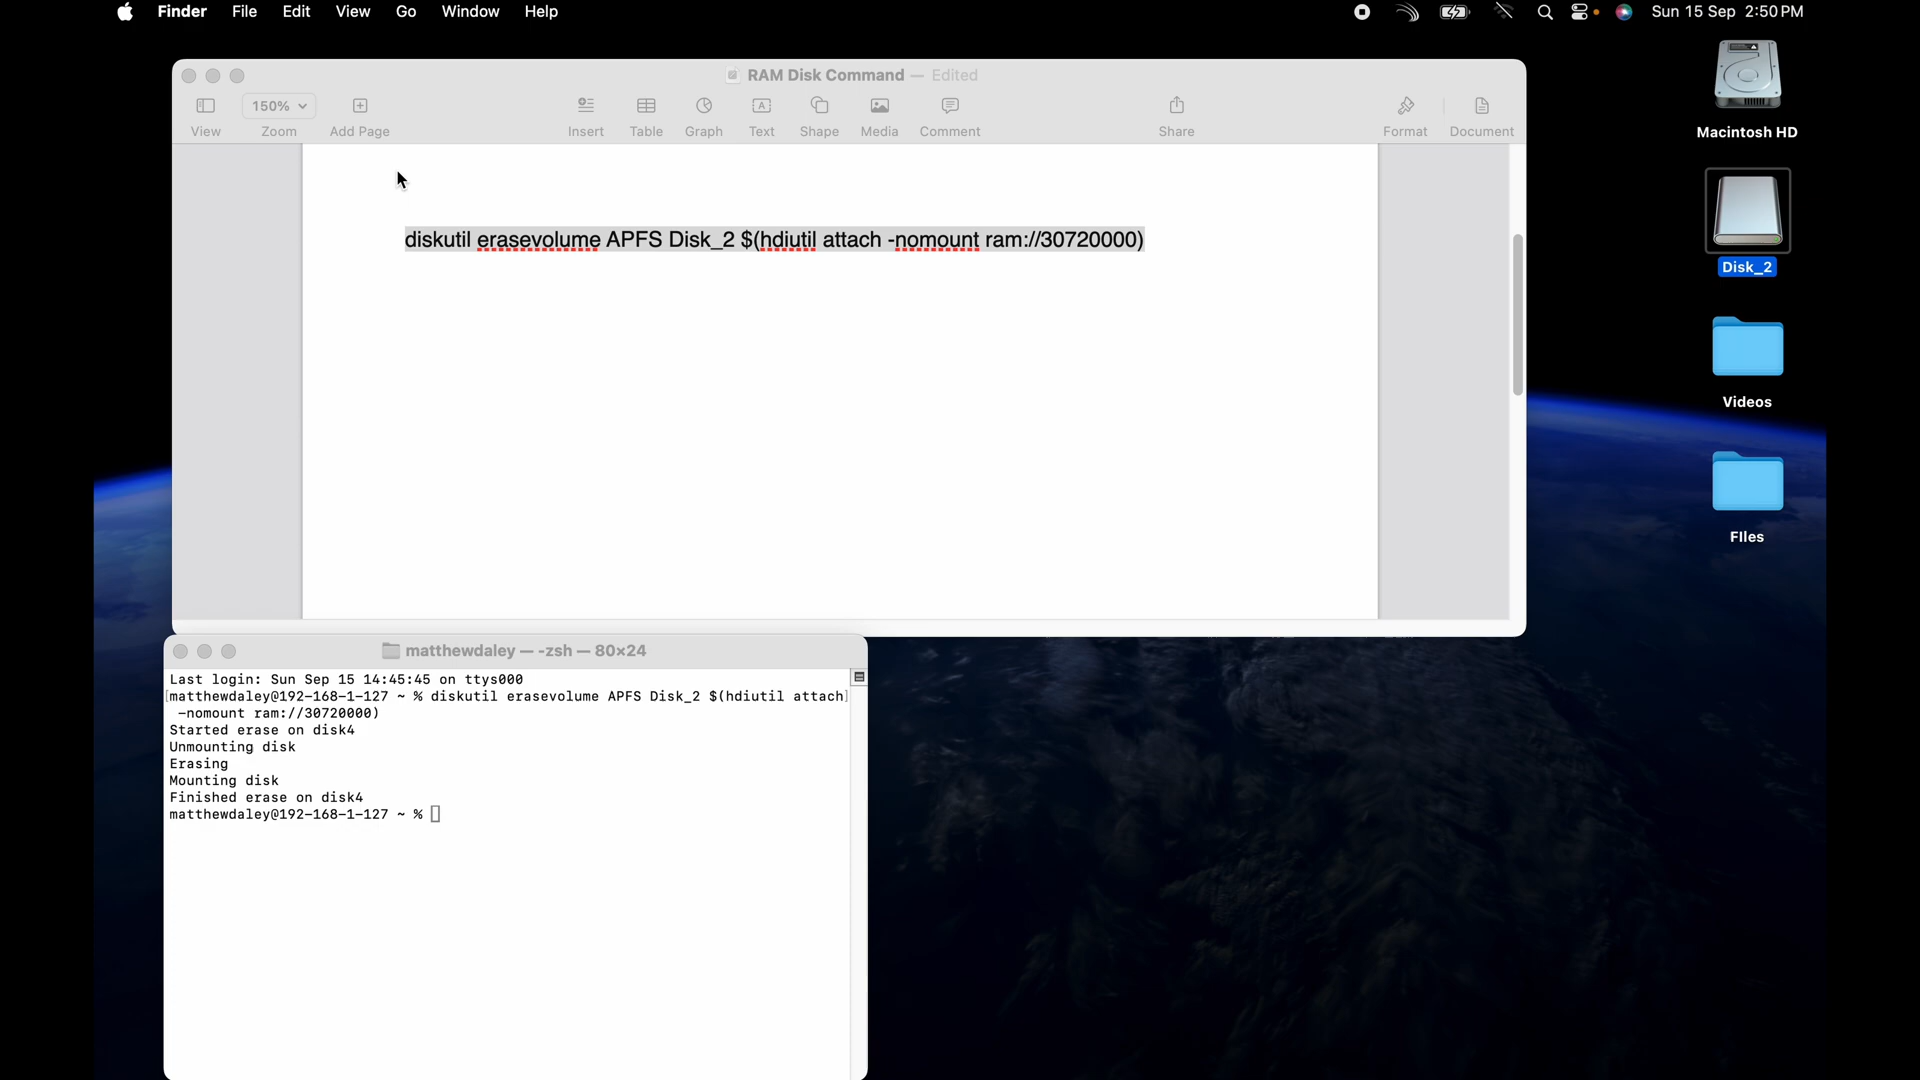 Finder File Edit View Go Window Help Sun 15 Sep 2:50 PM
RAM Disk Command — Edited
150%
View Zoom Add Page Insert Table Graph Text Shape Media Comment Share Format Document
diskutil erasevolume APFS Disk_2 $(hdiutil attach -nomount ram://30720000)
Macintosh HD
Disk_2
Videos
FIles
matthewdaley — -zsh — 80×24
Last login: Sun Sep 15 14:45:45 on ttys000
[matthewdaley@192-168-1-127 ~ % diskutil erasevolume APFS Disk_2 $(hdiutil attach]
-nomount ram://30720000)
Started erase on disk4
Unmounting disk
Erasing
Mounting disk
Finished erase on disk4
matthewdaley@192-168-1-127 ~ %